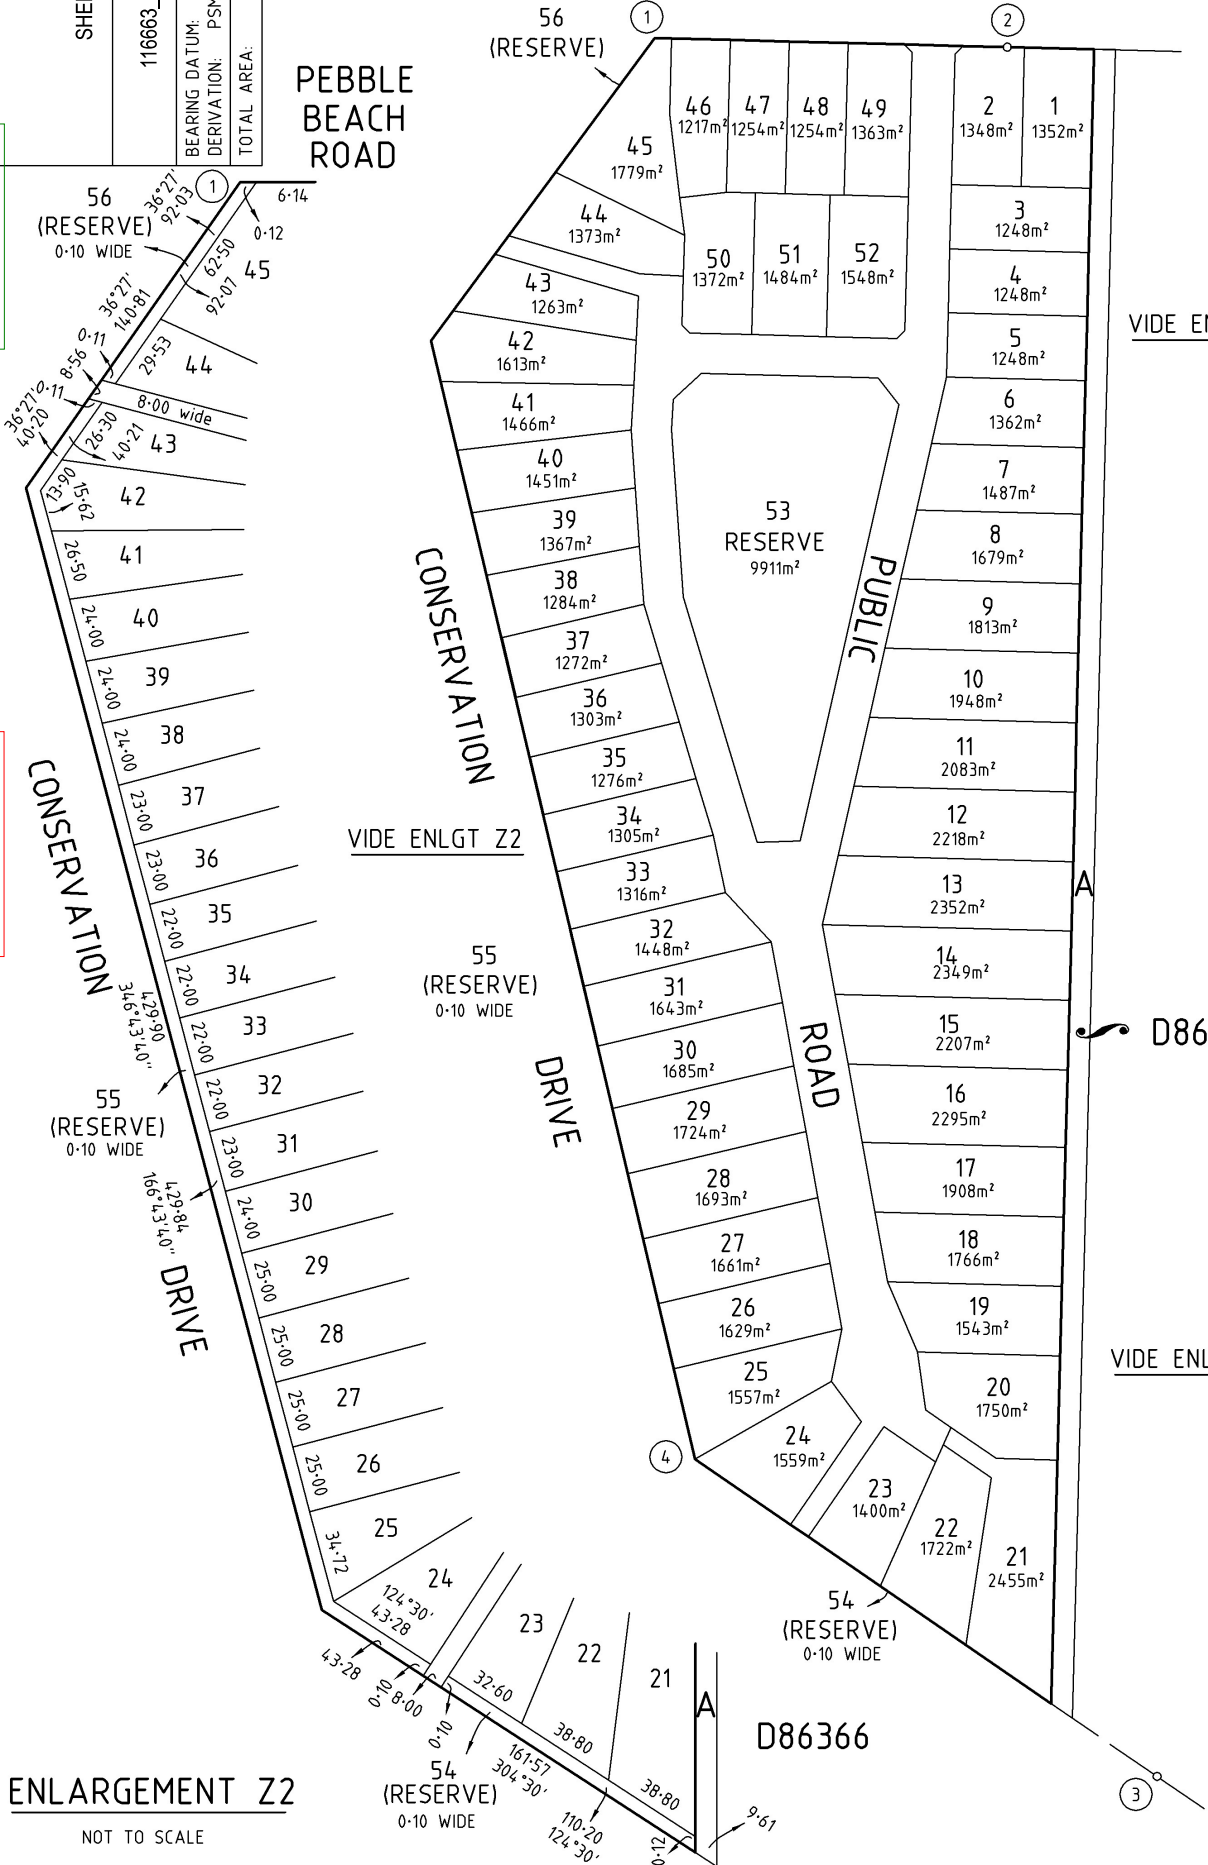 SHEE
116663_
BEARING DATUM:
DERIVATION: PSM
TOTAL AREA:
PEBBLE
BEACH
ROAD
1
56
(RESERVE)
0·10 WIDE
36°27'
92·03
6·14
0·12
62·50
92·07
45
36°27'
140·81
0·11
8·56
29·53
44
8·00 wide
36°27'
40·20
0·11
26·30
40·21
43
13·90
15·62
42
26·50
41
24·00
40
24·00
39
24·00
38
23·00
37
23·00
36
22·00
35
22·00
34
22·00
33
22·00
32
23·00
31
24·00
30
25·00
29
25·00
28
25·00
27
25·00
26
34·72
25
CONSERVATION
DRIVE
429·90
346°43'40"
55
(RESERVE)
0·10 WIDE
429·84
166°43'40"
24
124°30'
43·28
43·28
0·10
8·00
0·10
23
32·60
22
38·80
21
38·80
54
(RESERVE)
0·10 WIDE
161·57
304°30'
110·20
124°30'
0·12
9·61
A
D86366
ENLARGEMENT Z2
NOT TO SCALE
56
(RESERVE)
1
2
46
1217m²
47
1254m²
48
1254m²
49
1363m²
2
1348m²
1
1352m²
45
1779m²
44
1373m²
3
1248m²
50
1372m²
51
1484m²
52
1548m²
4
1248m²
43
1263m²
5
1248m²
VIDE EN
42
1613m²
41
1466m²
6
1362m²
40
1451m²
7
1487m²
39
1367m²
53
RESERVE
9911m²
8
1679m²
38
1284m²
9
1813m²
37
1272m²
10
1948m²
36
1303m²
11
2083m²
35
1276m²
12
2218m²
34
1305m²
13
2352m²
33
1316m²
14
2349m²
32
1448m²
15
2207m²
31
1643m²
16
2295m²
30
1685m²
17
1908m²
29
1724m²
18
1766m²
28
1693m²
19
1543m²
27
1661m²
20
1750m²
26
1629m²
25
1557m²
24
1559m²
23
1400m²
22
1722m²
21
2455m²
PUBLIC
ROAD
CONSERVATION
DRIVE
VIDE ENLGT Z2
55
(RESERVE)
0·10 WIDE
A
D86
VIDE ENL
4
54
(RESERVE)
0·10 WIDE
3